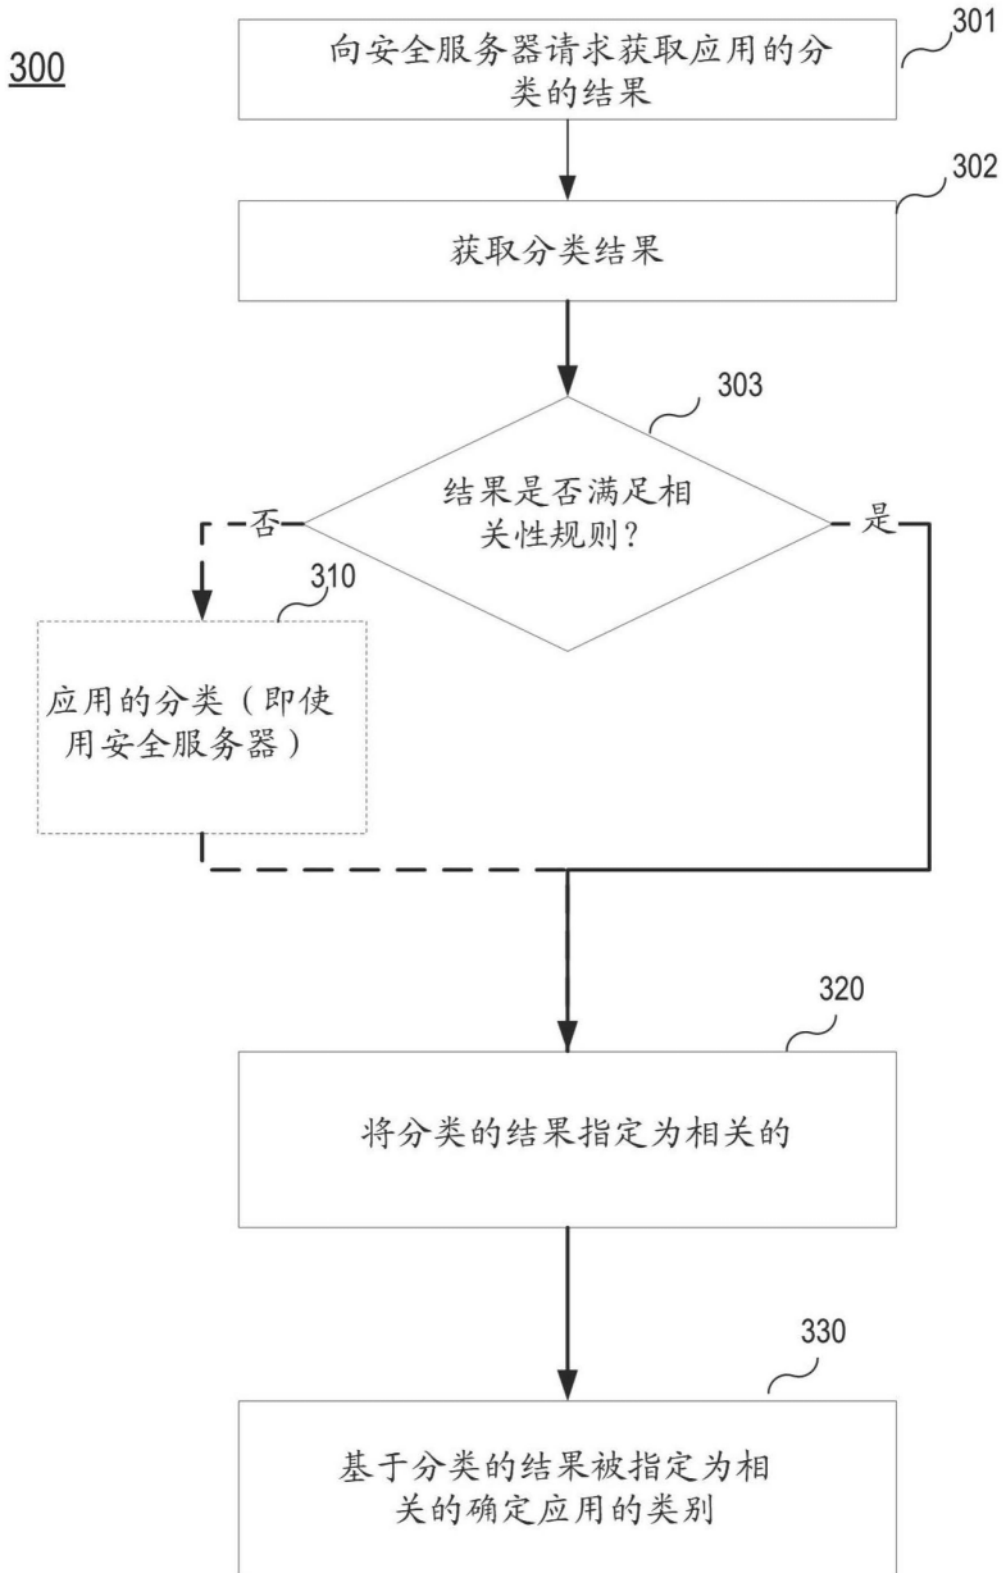 300
301
向安全服务器请求获取应用的分
类的结果
302
获取分类结果
303
结果是否满足相
关性规则?
否
是
310
应用的分类（即使
用安全服务器）
320
将分类的结果指定为相关的
330
基于分类的结果被指定为相
关的确定应用的类别